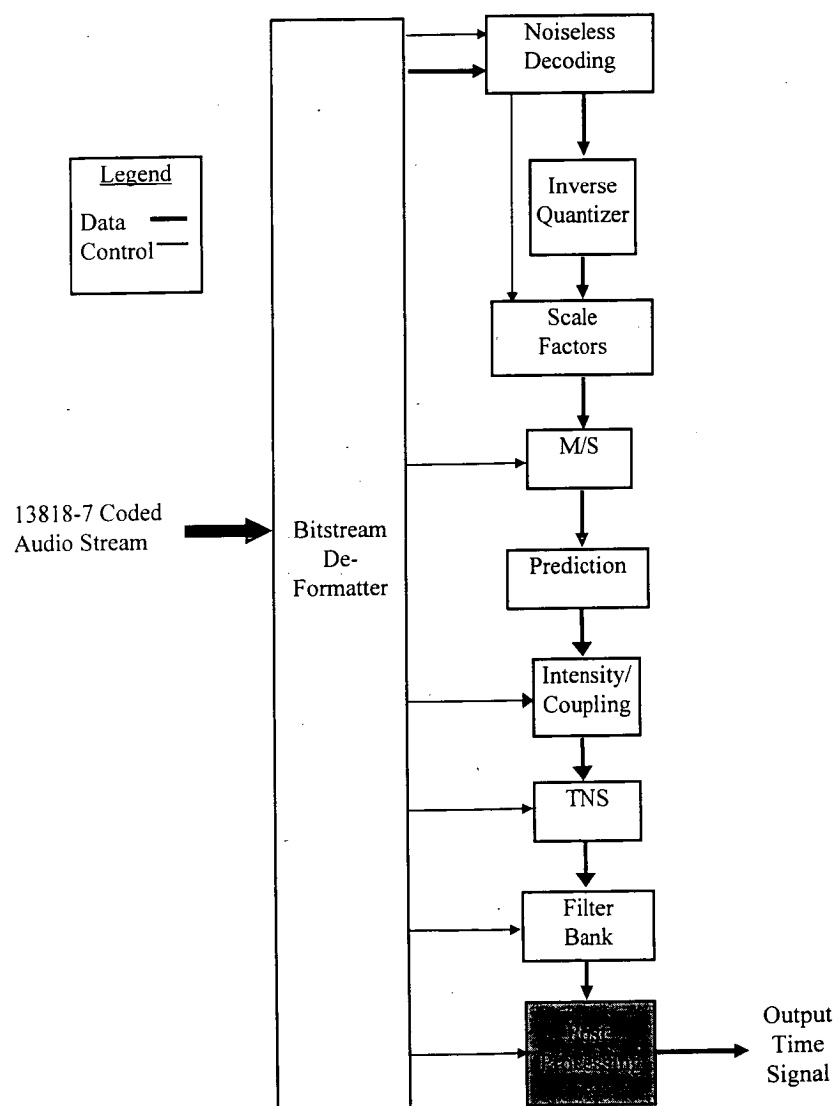 Noiseless
Decoding
Legend
Data
Control
Inverse
Quantizer
Scale
Factors
M/S
13818-7 Coded
Audio Stream
Bitstream
De-
Formatter
Prediction
Intensity/
Coupling
TNS
Filter
Bank
Processing
Output
Time
Signal